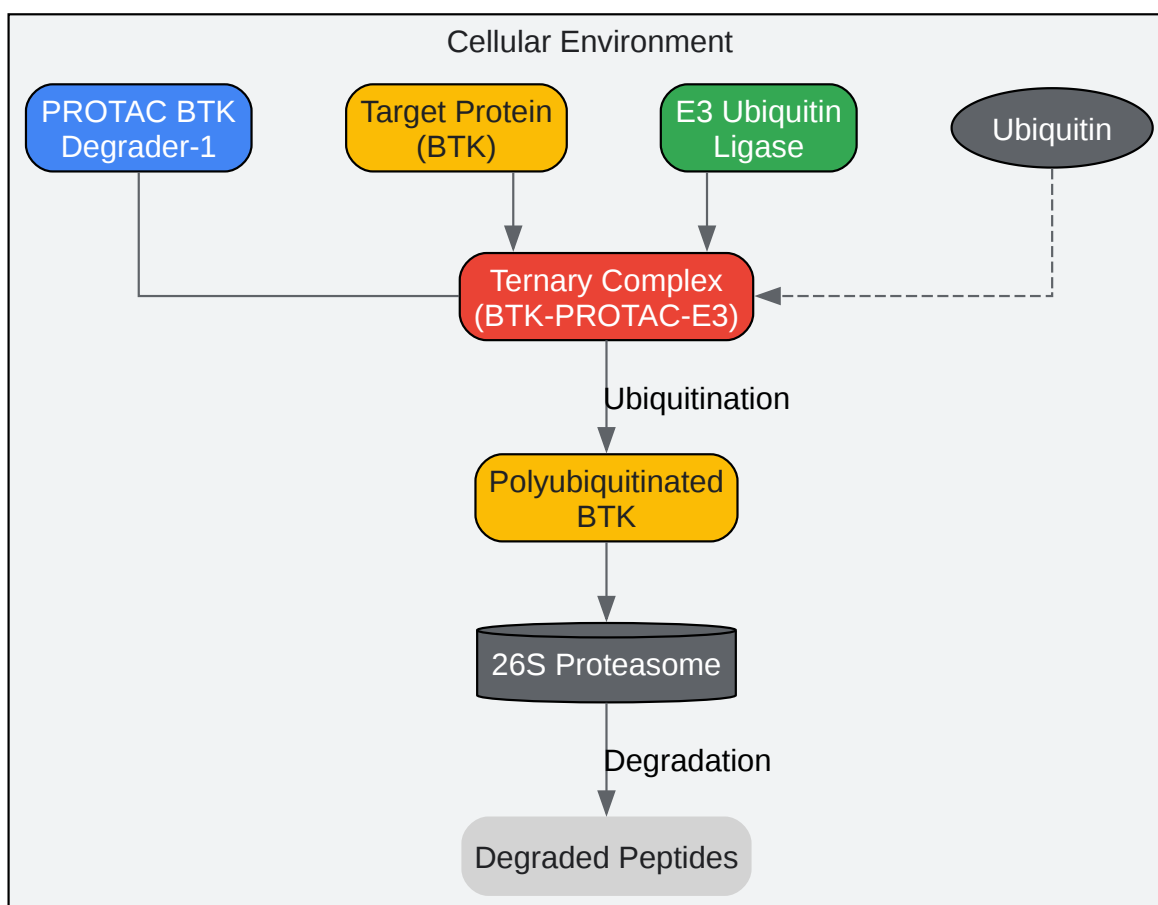 Cellular Environment
PROTAC BTK
Degrader-1
Target Protein
(BTK)
E3 Ubiquitin
Ligase
Ubiquitin
Ternary Complex
(BTK-PROTAC-E3)
Ubiquitination
Polyubiquitinated
BTK
26S Proteasome
Degradation
Degraded Peptides